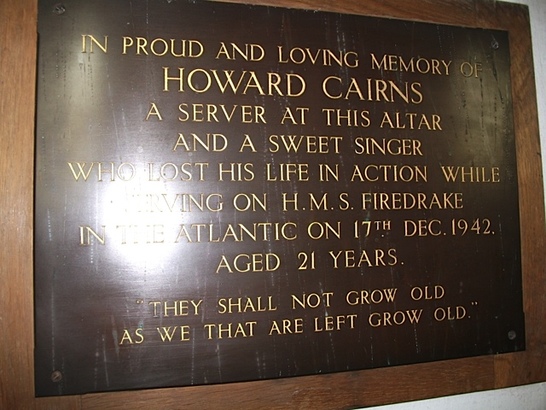 IN PROUD AND LOVING MEMORY OF
HOWARD CAIRNS
A SERVER AT THIS ALTAR
AND A SWEET SINGER
WHO LOST HIS LIFE IN ACTION WHILE
SERVING ON H.M.S. FIREDRAKE
IN THE ATLANTIC ON 17TH DEC. 1942.
AGED 21 YEARS.
"THEY SHALL NOT GROW OLD
AS WE THAT ARE LEFT GROW OLD."